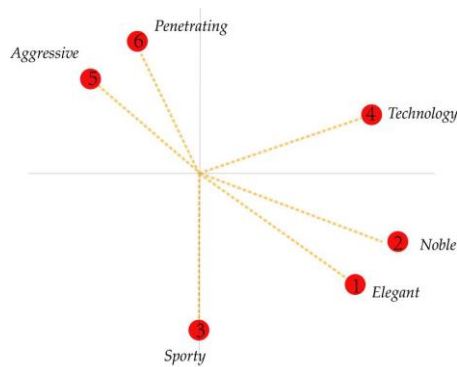 Penetrating
6
Aggressive
5
4
Technology
2
Noble
1
Elegant
3
Sporty